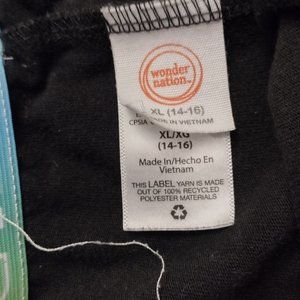 wonder
nation™
XL (14-16)
CPSIA MADE IN VIETNAM
XL/XG
(14-16)
Made In/Hecho En
Vietnam
THIS LABEL YARN IS MADE
OUT OF 100% RECYCLED
POLYESTER MATERIALS